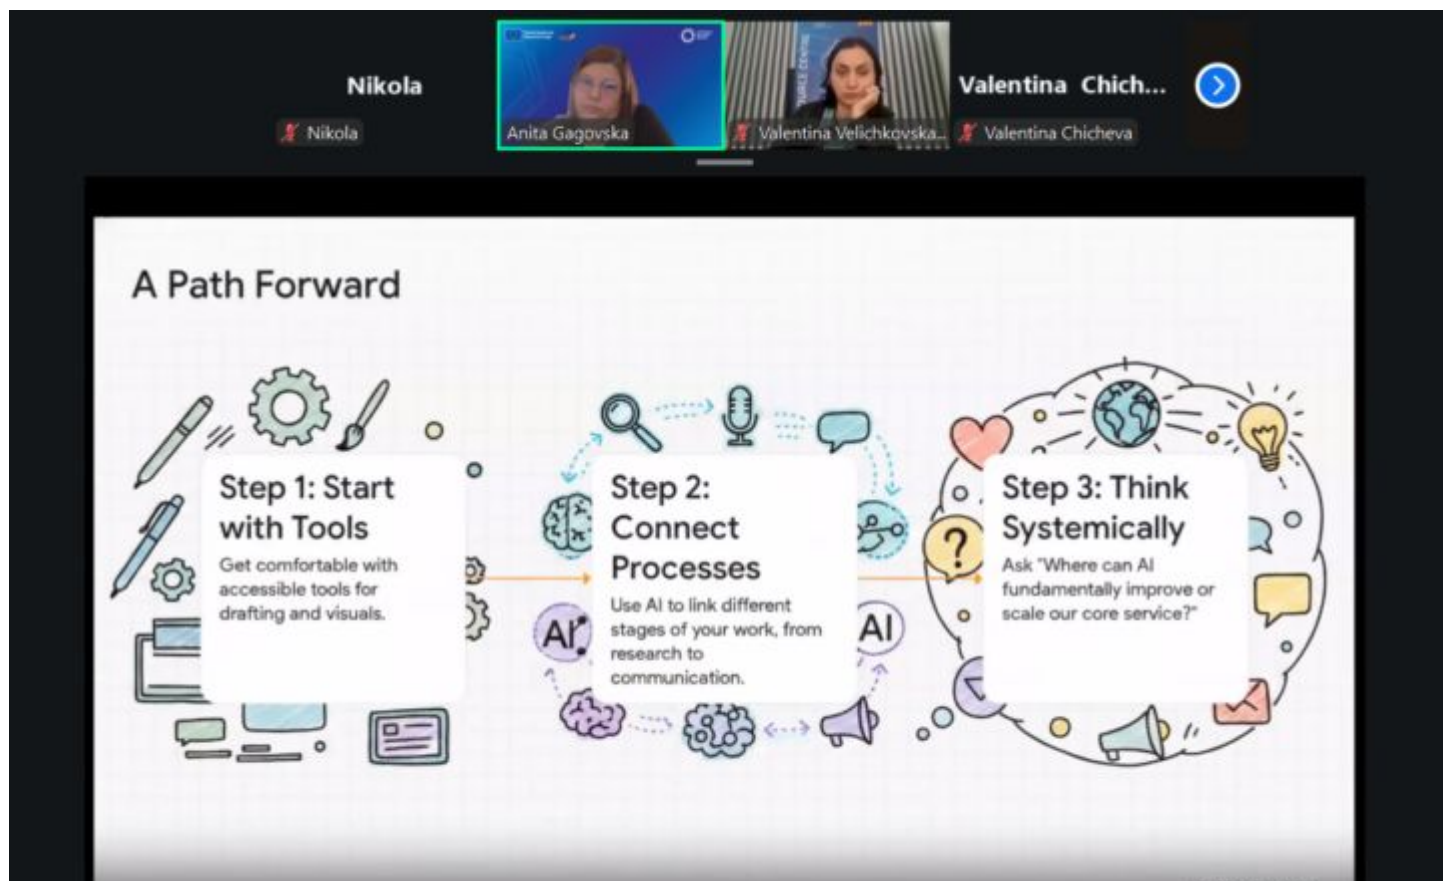 Nikola
Nikola
Anita Gagovska
URCE CENTRE
Valentina Velichkovska...
Valentina Chich...
Valentina Chicheva
A Path Forward
Step 1: Start
with Tools
Get comfortable with
accessible tools for
drafting and visuals.
Step 2:
Connect
Processes
Use AI to link different
stages of your work, from
research to
communication.
AI
AI
Step 3: Think
Systemically
Ask "Where can AI
fundamentally improve or
scale our core service?"
?